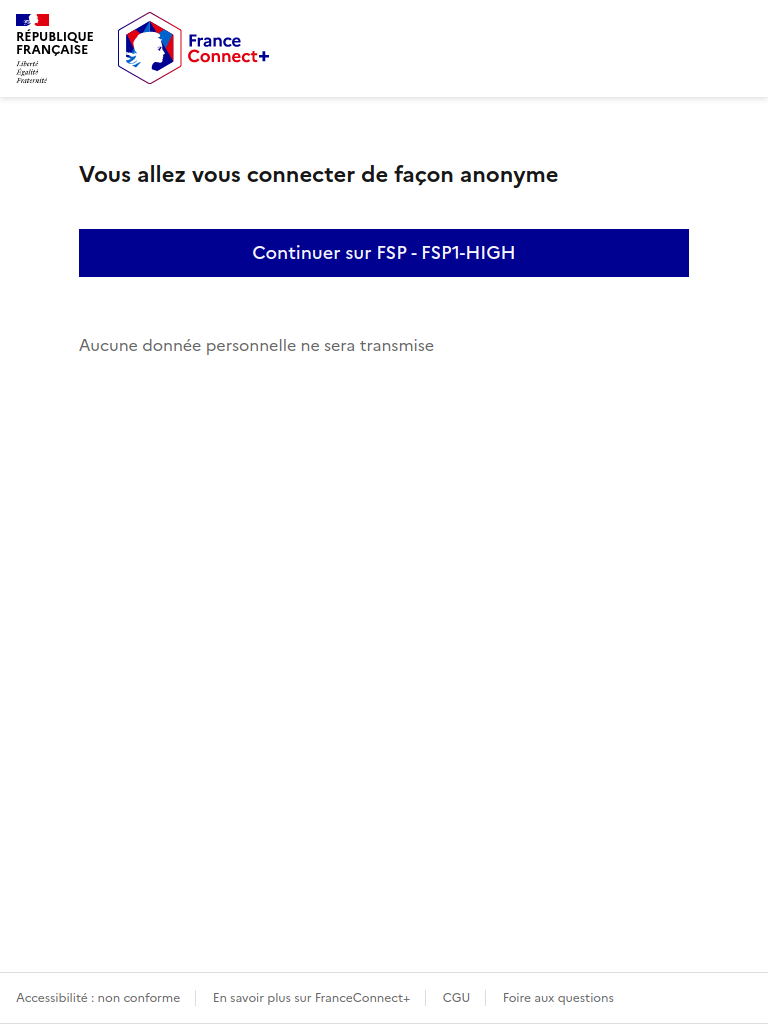 RÉPUBLIQUE
FRANÇAISE
Liberté
Égalité
Fraternité
France
Connect+
Vous allez vous connecter de façon anonyme
Continuer sur FSP - FSP1-HIGH
Aucune donnée personnelle ne sera transmise
Accessibilité : non conforme
En savoir plus sur FranceConnect+
CGU
Foire aux questions